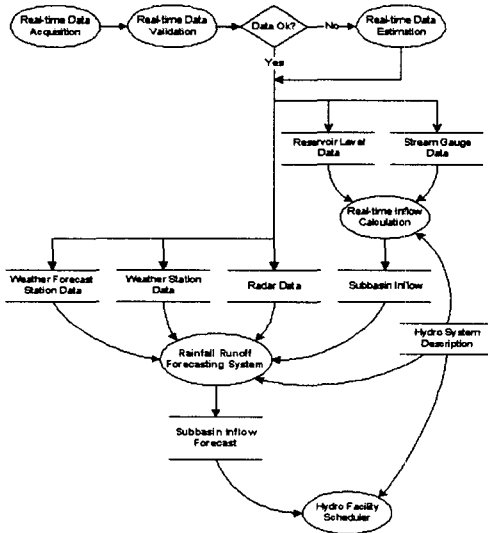 Real-time Data
Acquisition
Real-time Data
Validation
Data Ok?
No
Real-time Data
Estimation
Yes
Reservoir Level
Data
Stream Gauge
Data
Real-time Inflow
Calculation
Weather Forecast
Station Data
Weather Station
Data
Radar Data
Subbasin Inflow
Hydro System
Description
Rainfall Runoff
Forecasting System
Subbasin Inflow
Forecast
Hydro Facility
Scheduler